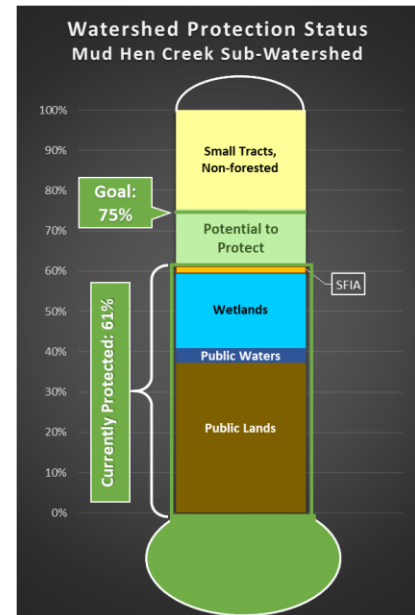 Watershed Protection Status
Mud Hen Creek Sub-Watershed
100%
90%
80%
70%
60%
50%
40%
30%
20%
10%
0%
Goal:
75%
Currently Protected: 61%
Small Tracts,
Non-forested
Potential to
Protect
SFIA
Wetlands
Public Waters
Public Lands